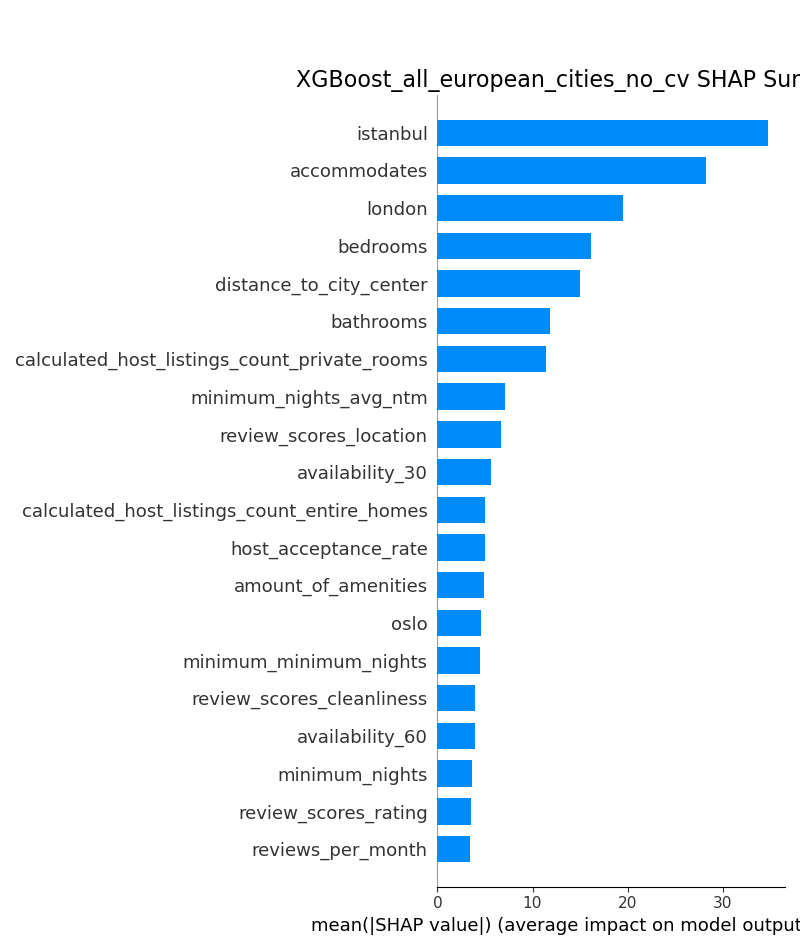 XGBoost_all_european_cities_no_cv SHAP
istanbul
accommodates
london
bedrooms
distance_to_city_center
bathrooms
calculated_host_listings_count_private_rooms
minimum_nights_avg_ntm
review_scores_location
availability_30
calculated_host_listings_count_entire_homes
host_acceptance_rate
amount_of_amenities
oslo
minimum_minimum_nights
review_scores_cleanliness
availability_60
minimum_nights
review_scores_rating
reviews_per_month
0 10 20 30
mean(|SHAP value|) (average impact on model output